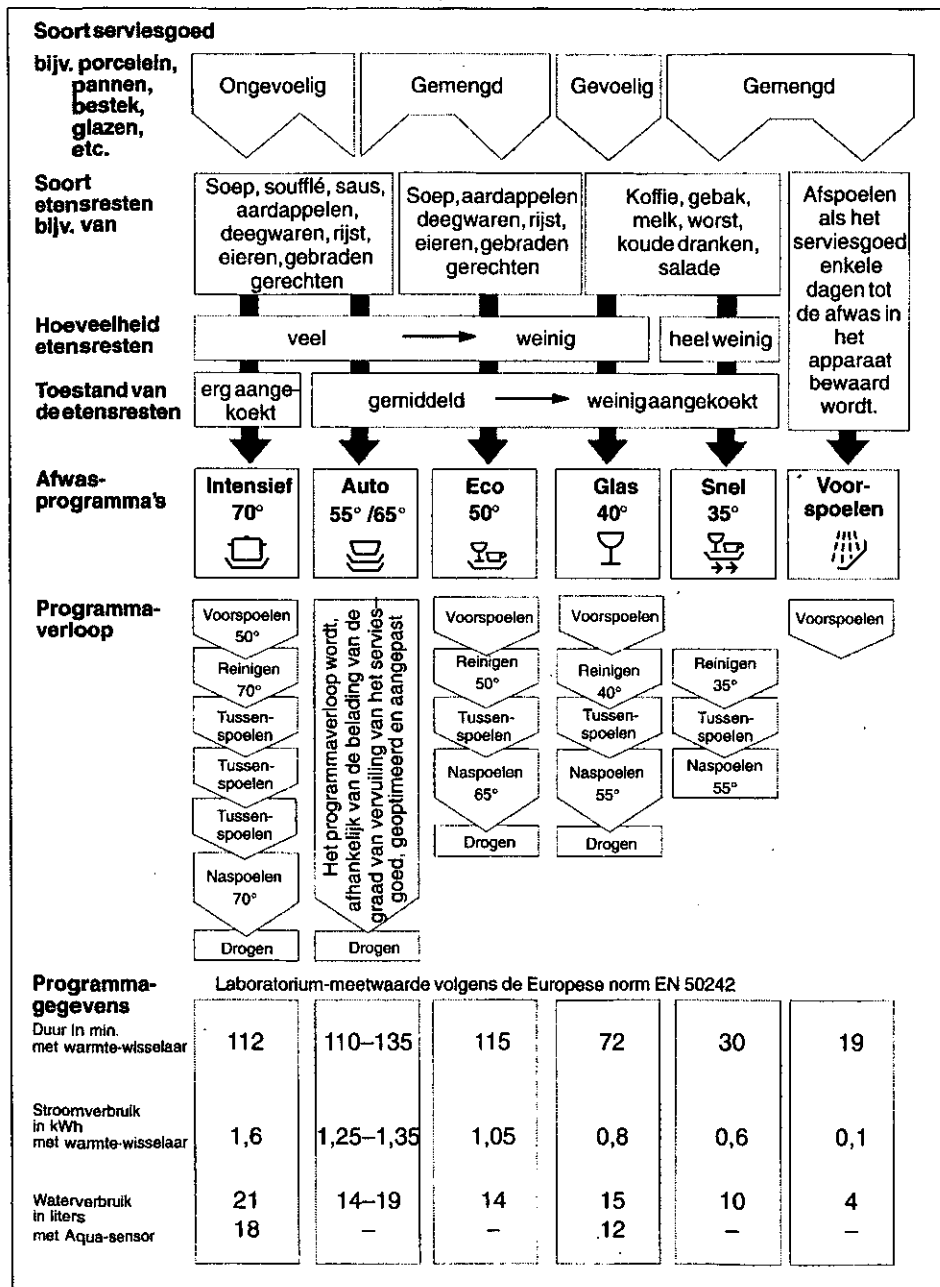 Soort serviesgoed
bijv. porcelein,
pannen,
bestek,
glazen,
etc.
Ongevoelig
Gemengd
Gevoelig
Gemengd
Soort
etensresten
bijv. van
Soep, soufflé, saus,
aardappelen,
deegwaren, rijst,
eieren, gebraden
gerechten
Soep, aardappelen
deegwaren, rijst,
eieren, gebraden
gerechten
Koffie, gebak,
melk, worst,
koude dranken,
salade
Afspoelen
als het
serviesgoed
enkele
dagen tot
de afwas in
het
apparaat
bewaard
wordt.
Hoeveelheid
etensresten
veel → weinig
heel weinig
Toestand van
de etensresten
erg aange-
koekt
gemiddeld → weinig aangekoekt
Afwas-
programma's
Intensief
70°
Auto
55° /65°
Eco
50°
Glas
40°
Snel
35°
Voor-
spoelen
Programma-
verloop
Voorspoelen
50°
Reinigen
70°
Tussen-
spoelen
Tussen-
spoelen
Tussen-
spoelen
Naspoelen
70°
Drogen
Het programmaverloop wordt,
afhankelijk van de belading van de
graad van vervuiling van het servies-
goed, geoptimeerd en aangepast
Drogen
Voorspoelen
Reinigen
50°
Tussen-
spoelen
Naspoelen
65°
Drogen
Voorspoelen
Reinigen
40°
Tussen-
spoelen
Naspoelen
55°
Drogen
Reinigen
35°
Tussen-
spoelen
Naspoelen
55°
Voorspoelen
Programma-
gegevens
Laboratorium-meetwaarde volgens de Europese norm EN 50242
Duur in min.
met warmte-wisselaar
112 110–135 115 72 30 19
Stroomverbruik
in kWh
met warmte-wisselaar
1,6 1,25–1,35 1,05 0,8 0,6 0,1
Waterverbruik
in liters
21 14–19 14 15 10 4
met Aqua-sensor
18 – – 12 – –